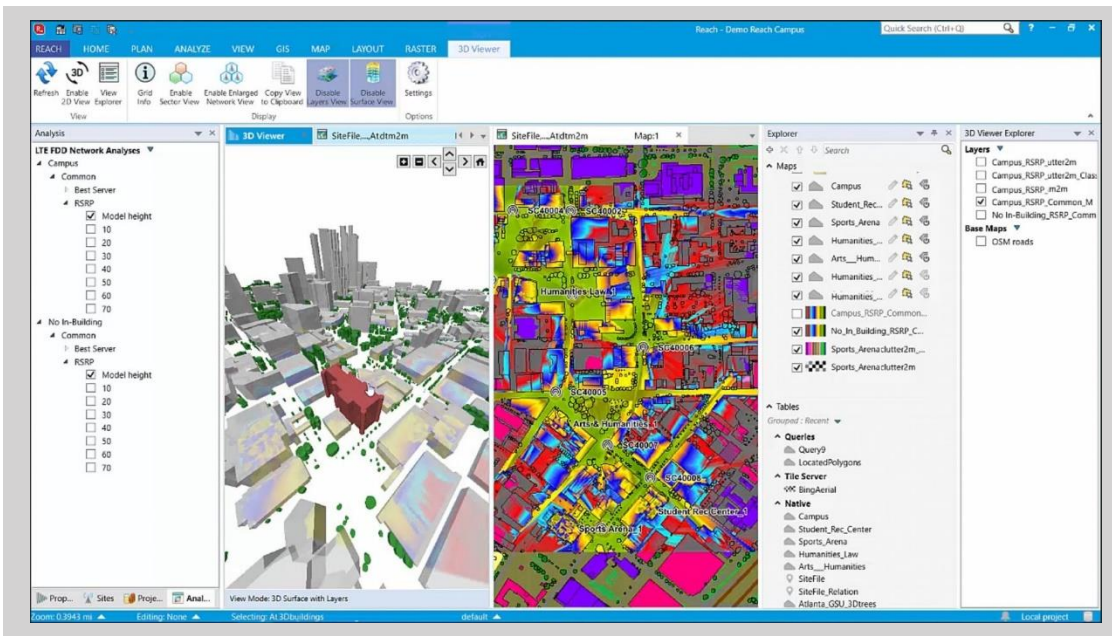 Reach - Demo Reach Campus
Quick Search (Ctrl+Q)
REACH HOME PLAN ANALYZE VIEW GIS MAP LAYOUT RASTER 3D Viewer
Refresh
Enable 2D View
View Explorer
Grid Info
Enable Sector View
Enable Enlarged Network View
Copy View to Clipboard
Disable Layers View
Disable Surface View
Settings
View
Display
Options
Analysis
LTE FDD Network Analyses
Campus
Common
Best Server
RSRP
Model height
10
20
30
40
50
60
70
No In-Building
Common
Best Server
RSRP
Model height
10
20
30
40
50
60
70
Prop... Sites Proje... Anal...
3D Viewer
SiteFile,...,Atdtm2m
3D
View Mode: 3D Surface with Layers
SiteFile,...,Atdtm2m Map:1
SC40004
SC40002
Humanities Law_1
SC40006
SC40005
Arts & Humanities_1
SC40007
SC40008
Student Rec Center_1
Sports Arena_1
Explorer
Search
Maps
Campus
Student_Rec...
Sports_Arena
Humanities_...
Arts__Hum...
Humanities_...
Humanities_...
Campus_RSRP_Common...
No_In_Building_RSRP_C...
Sports_Arenaclutter2m_...
Sports_Arenaclutter2m
Tables
Grouped : Recent
Queries
Query9
LocatedPolygons
Tile Server
BingAerial
Native
Campus
Student_Rec_Center
Sports_Arena
Humanities_Law
Arts__Humanities
SiteFile
SiteFile_Relation
Atlanta_GSU_3Dtrees
3D Viewer Explorer
Layers
Campus_RSRP_utter2m
Campus_RSRP_utter2m_Clas
Campus_RSRP_m2m
Campus_RSRP_Common_M
No In-Building_RSRP_Comm
Base Maps
OSM roads
Zoom: 0.3943 mi
Editing: None
Selecting: At3Dbuildings
default
Local project